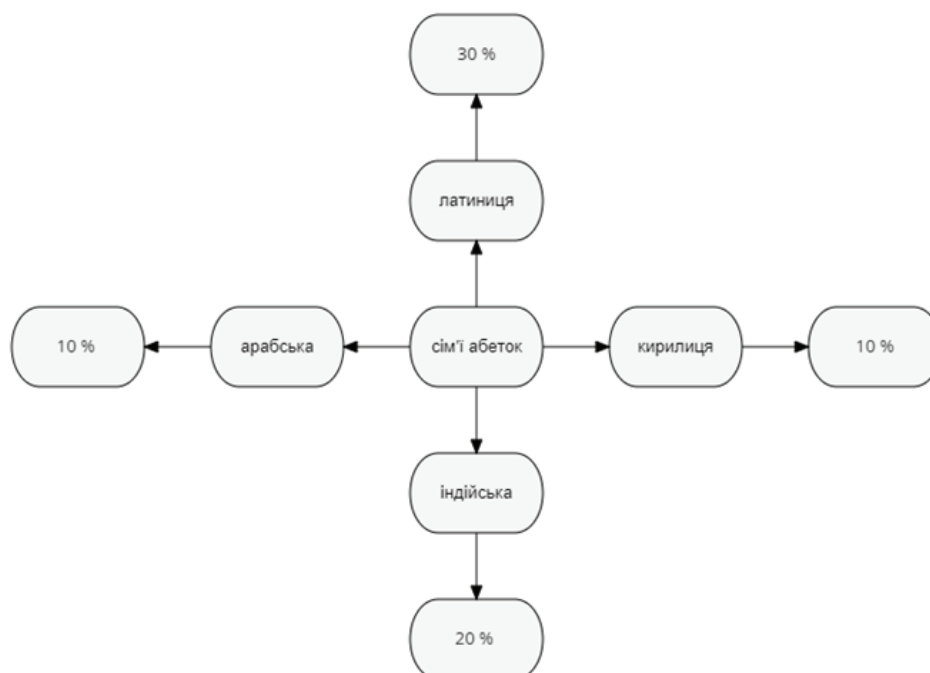 30 %
латиниця
10 %
арабська
сім'ї абеток
кирилиця
10 %
індійська
20 %